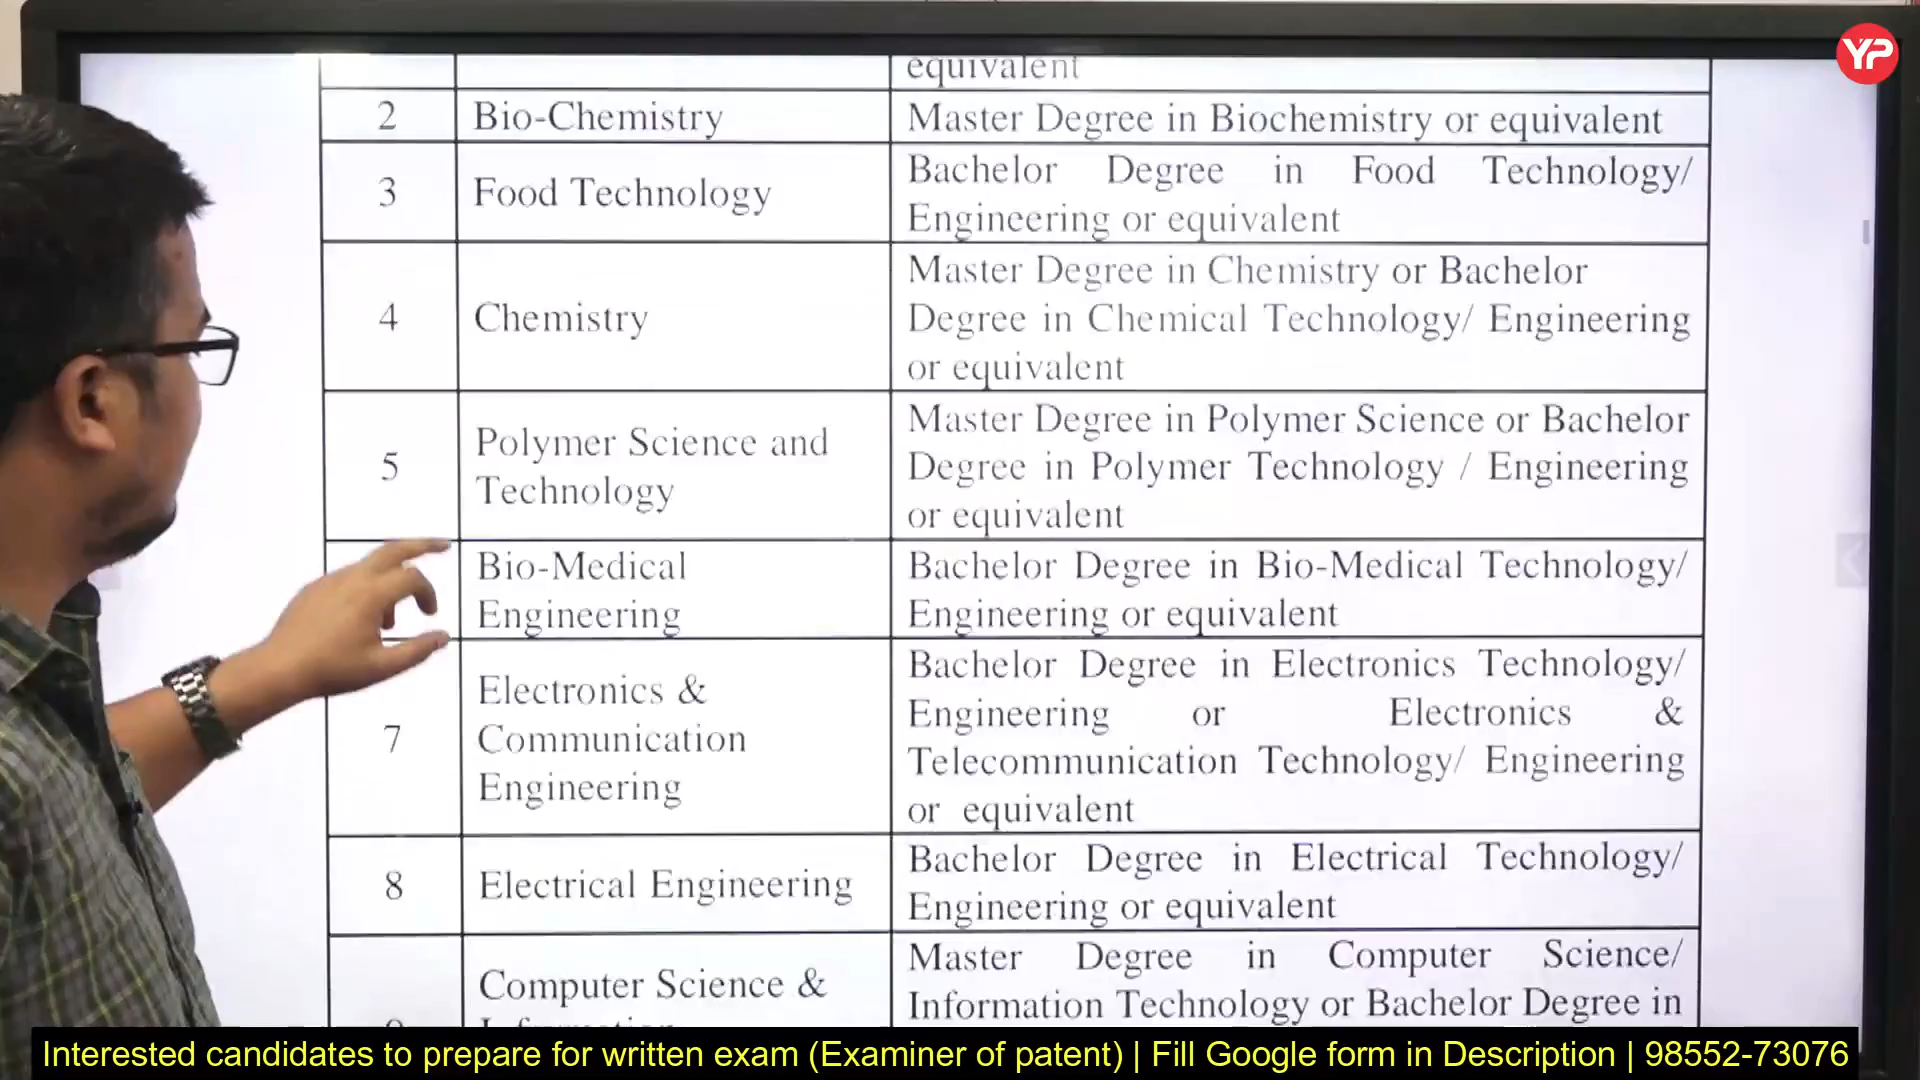 YP
equivalent
2 Bio-Chemistry Master Degree in Biochemistry or equivalent
3 Food Technology Bachelor Degree in Food Technology/
Engineering or equivalent
4 Chemistry Master Degree in Chemistry or Bachelor
Degree in Chemical Technology/ Engineering
or equivalent
5 Polymer Science and
Technology
Master Degree in Polymer Science or Bachelor
Degree in Polymer Technology / Engineering
or equivalent
Bio-Medical
Engineering
Bachelor Degree in Bio-Medical Technology/
Engineering or equivalent
7 Electronics &
Communication
Engineering
Bachelor Degree in Electronics Technology/
Engineering or Electronics &
Telecommunication Technology/ Engineering
or equivalent
8 Electrical Engineering Bachelor Degree in Electrical Technology/
Engineering or equivalent
Computer Science &
Master Degree in Computer Science/
Information Technology or Bachelor Degree in
Interested candidates to prepare for written exam (Examiner of patent) | Fill Google form in Description | 98552-73076